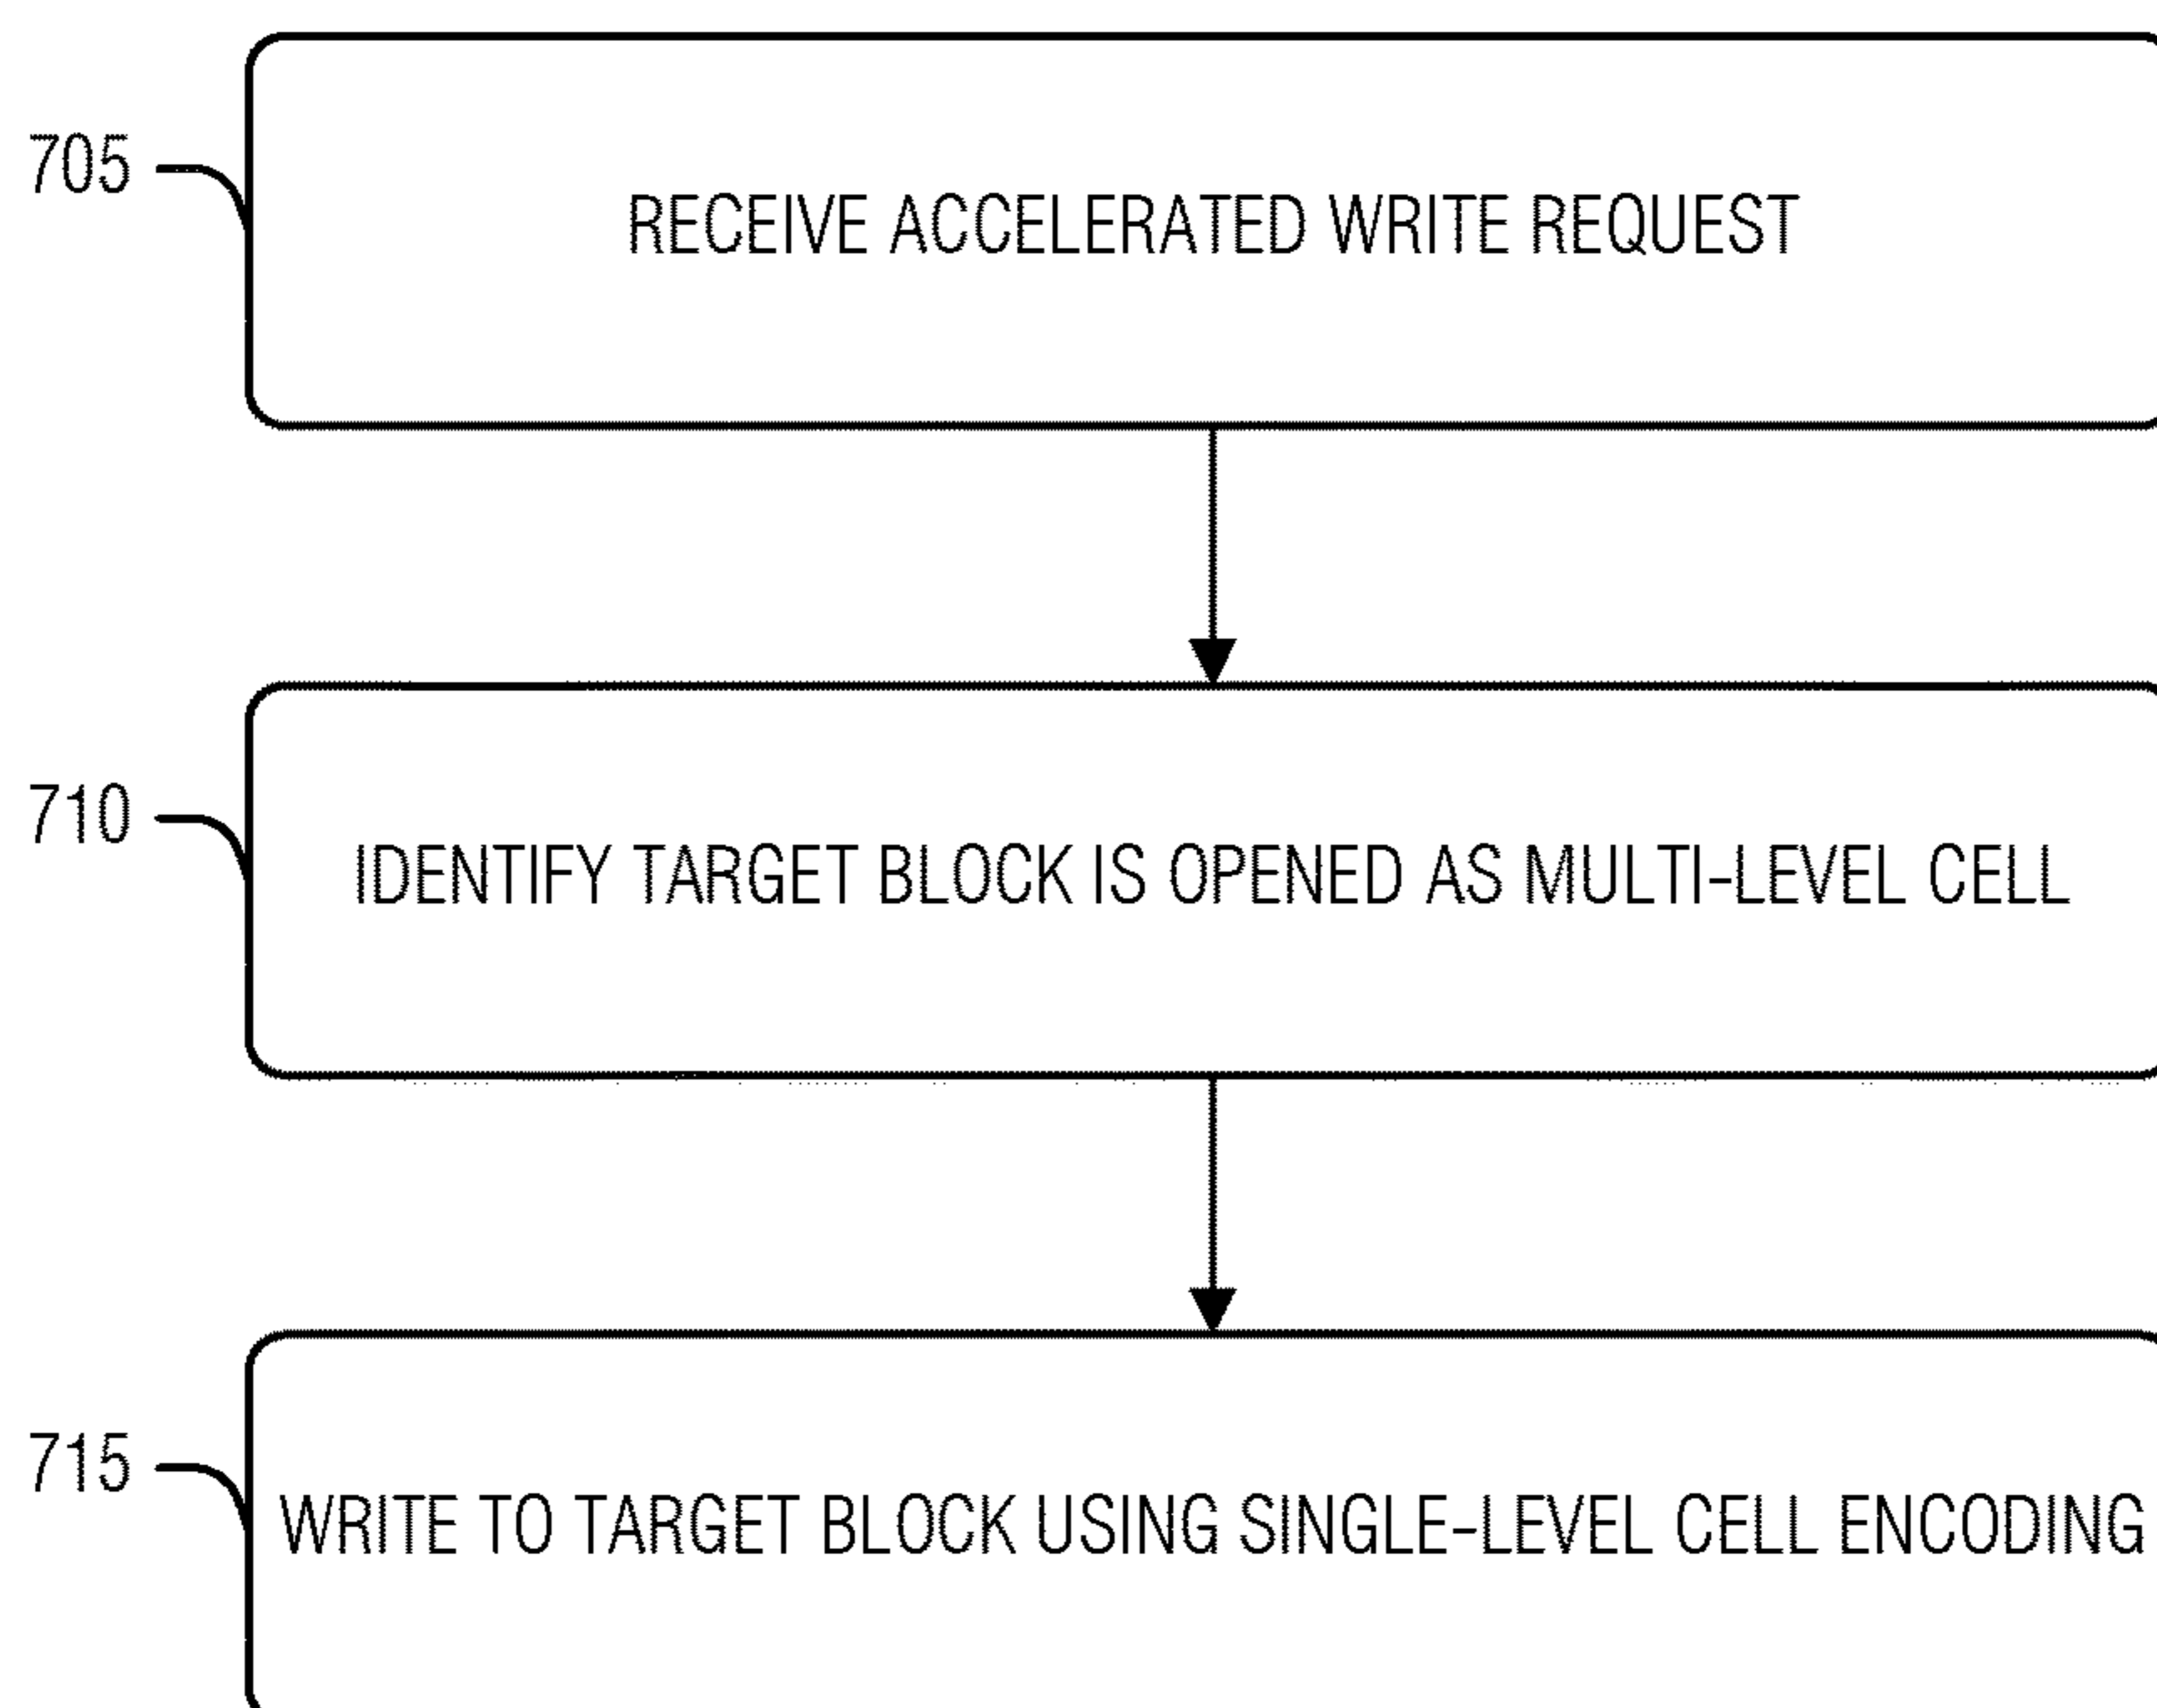 705
RECEIVE ACCELERATED WRITE REQUEST
710
IDENTIFY TARGET BLOCK IS OPENED AS MULTI-LEVEL CELL
715
WRITE TO TARGET BLOCK USING SINGLE-LEVEL CELL ENCODING